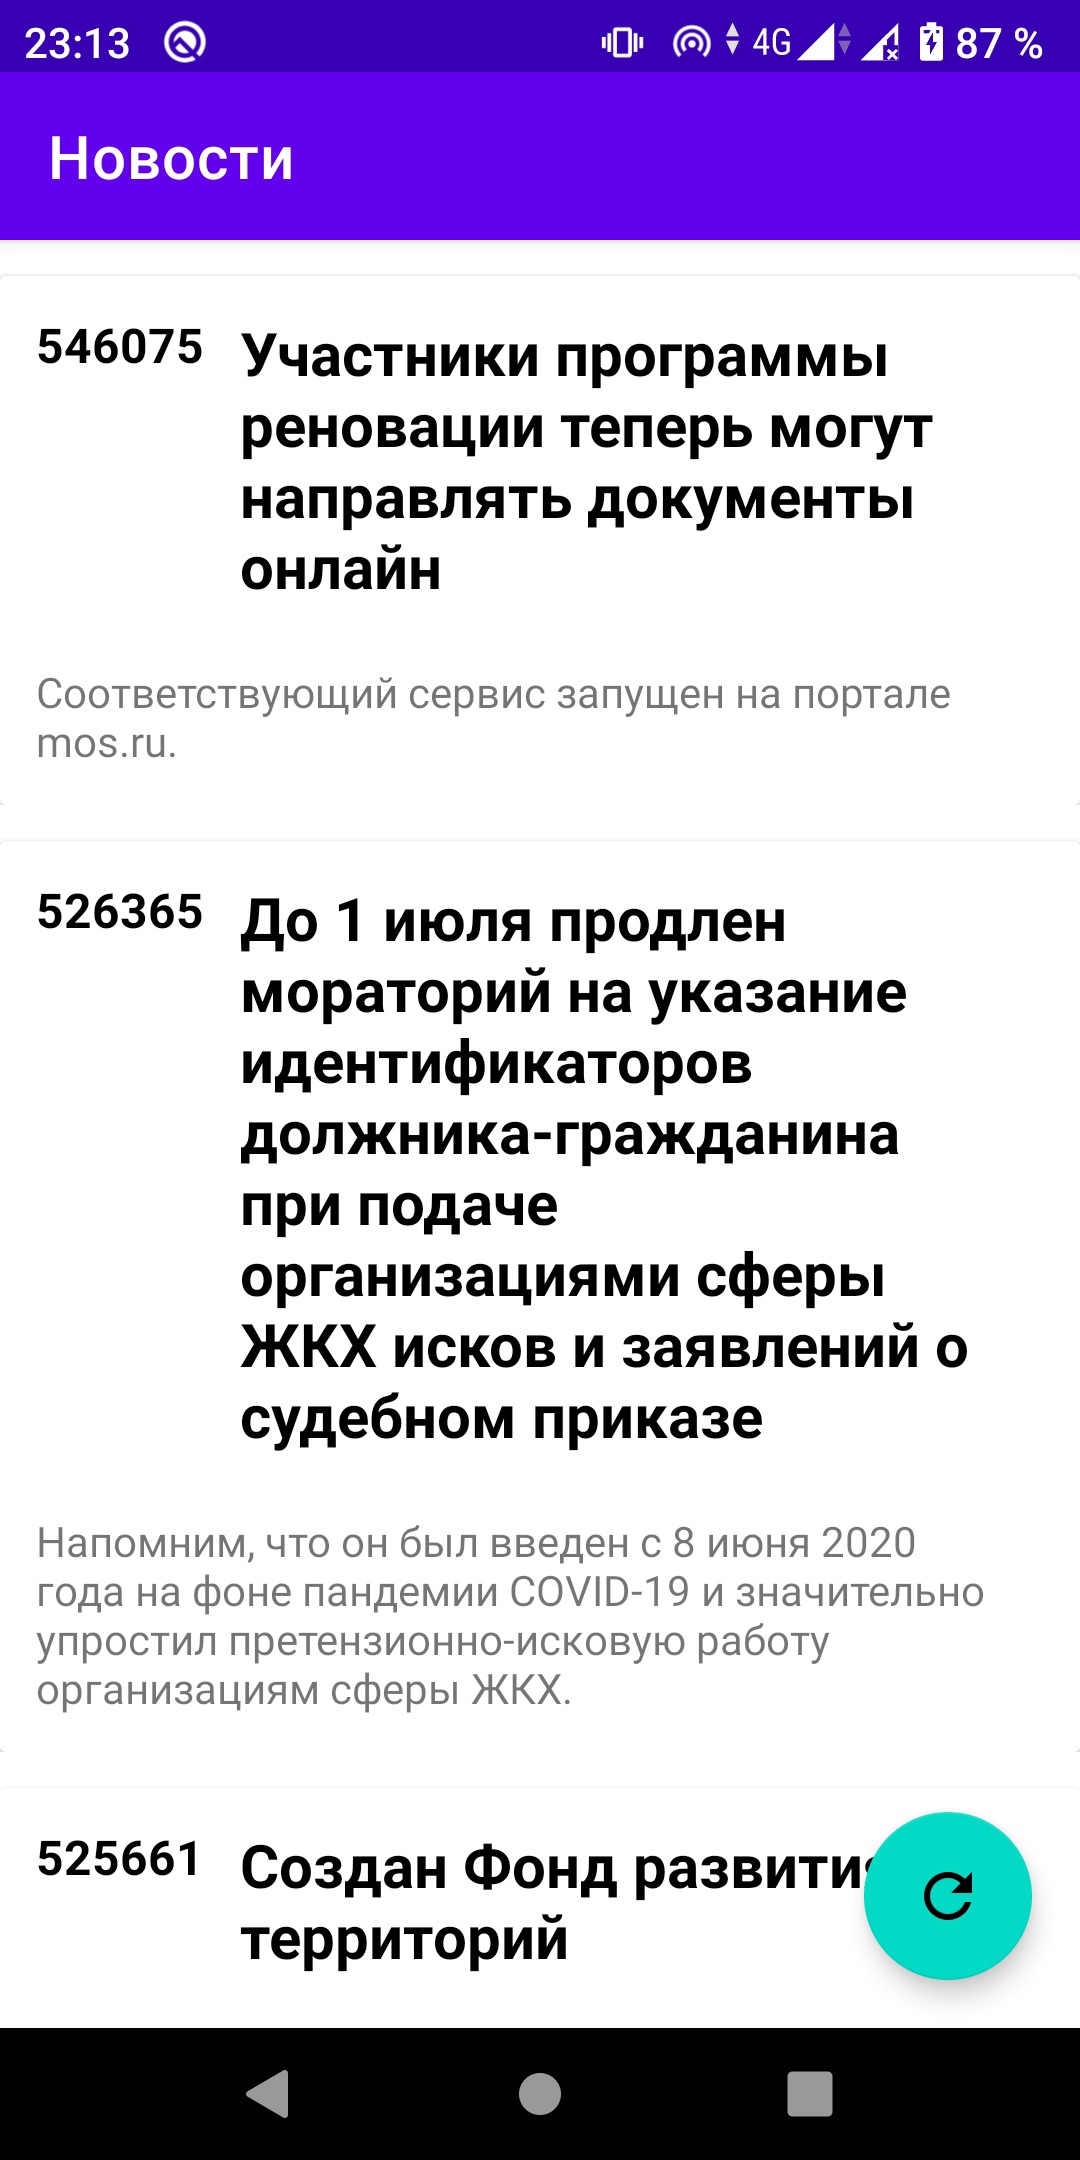 23:13 4G 87 %
Новости
546075 Участники программы
реновации теперь могут
направлять документы
онлайн
Соответствующий сервис запущен на портале
mos.ru.
526365 До 1 июля продлен
мораторий на указание
идентификаторов
должника-гражданина
при подаче
организациями сферы
ЖКХ исков и заявлений о
судебном приказе
Напомним, что он был введен с 8 июня 2020
года на фоне пандемии COVID-19 и значительно
упростил претензионно-исковую работу
организациям сферы ЖКХ.
525661 Создан Фонд развития
территорий